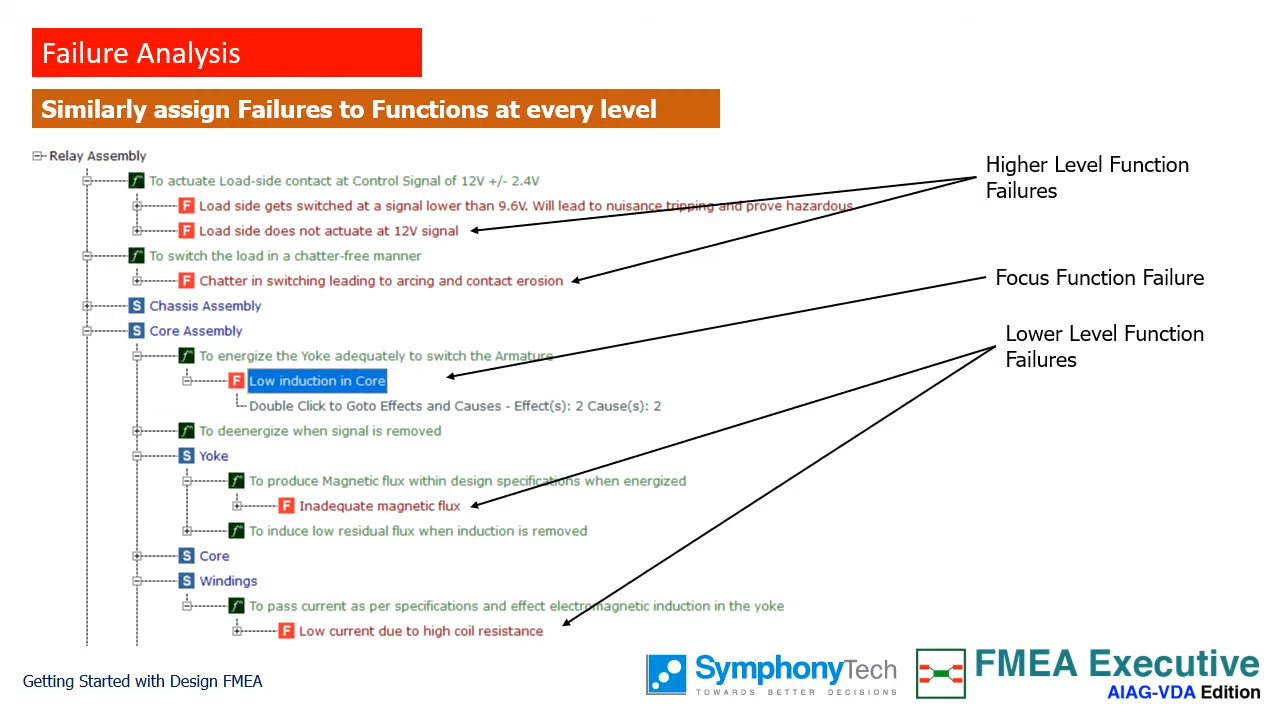 Failure Analysis
Similarly assign Failures to Functions at every level
Relay Assembly
To actuate Load-side contact at Control Signal of 12V +/- 2.4V
F Load side gets switched at a signal lower than 9.6V. Will lead to nuisance tripping and prove hazardous
F Load side does not actuate at 12V signal
To switch the load in a chatter-free manner
F Chatter in switching leading to arcing and contact erosion
S Chassis Assembly
S Core Assembly
To energize the Yoke adequately to switch the Armature
F Low induction in Core
Double Click to Goto Effects and Causes - Effect(s): 2 Cause(s): 2
To deenergize when signal is removed
S Yoke
To produce Magnetic flux within design specifications when energized
F Inadequate magnetic flux
To induce low residual flux when induction is removed
S Core
S Windings
To pass current as per specifications and effect electromagnetic induction in the yoke
F Low current due to high coil resistance
Higher Level Function
Failures
Focus Function Failure
Lower Level Function
Failures
Getting Started with Design FMEA
SymphonyTech
TOWARDS BETTER DECISIONS
FMEA Executive
AIAG-VDA Edition